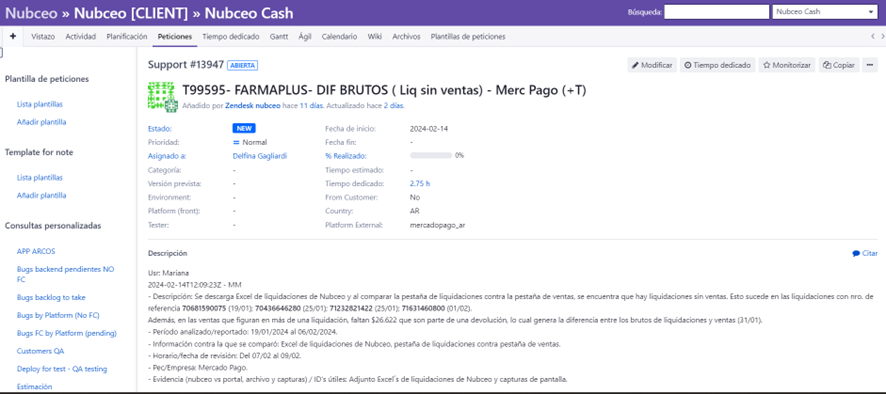 Nubceo » Nubceo [CLIENT] » Nubceo Cash
Búsqueda:
Nubceo Cash
+ Vistazo Actividad Planificación Peticiones Tiempo dedicado Gantt Ágil Calendario Wiki Archivos Plantillas de peticiones
Plantilla de peticiones
Lista plantillas
Añadir plantilla
Template for note
Lista plantillas
Añadir plantilla
Consultas personalizadas
APP ARCOS
Bugs backend pendientes NO FC
Bugs backlog to take
Bugs by Platform (No FC)
Bugs FC by Platform (pending)
Customers QA
Deploy for test - QA testing
Estimación
Support #13947 ABIERTA
Modificar Tiempo dedicado Monitorizar Copiar ...
T99595- FARMAPLUS- DIF BRUTOS ( Liq sin ventas) - Merc Pago (+T)
Añadido por Zendesk nubceo hace 11 días. Actualizado hace 2 días.
Estado: NEW Fecha de inicio: 2024-02-14
Prioridad: Normal Fecha fin: -
Asignado a: Delfina Gagliardi % Realizado: 0%
Categoría: - Tiempo estimado: -
Versión prevista: - Tiempo dedicado: 2.75 h
Environment: - From Customer: No
Platform (front): - Country: AR
Tester: - Platform External: mercadopago_ar
Descripción
Citar
Usr: Mariana
2024-02-14T12:09:23Z - MM
- Descripción: Se descarga Excel de liquidaciones de Nubceo y al comparar la pestaña de liquidaciones contra la pestaña de ventas, se encuentra que hay liquidaciones sin ventas. Esto sucede en las liquidaciones con nro. de
referencia 70681590075 (19/01); 70436646280 (25/01); 71232821422 (25/01); 71631460800 (01/02).
Además, en las ventas que figuran en más de una liquidación, faltan $26.622 que son parte de una devolución, lo cual genera la diferencia entre los brutos de liquidaciones y ventas (31/01).
- Período analizado/reportado: 19/01/2024 al 06/02/2024.
- Información contra la que se comparó: Excel de liquidaciones de Nubceo, pestaña de liquidaciones contra pestaña de ventas.
- Horario/fecha de revisión: Del 07/02 al 09/02.
- Pec/Empresa: Mercado Pago.
- Evidencia (nubceo vs portal, archivo y capturas) / ID's útiles: Adjunto Excel´s de liquidaciones de Nubceo y capturas de pantalla.